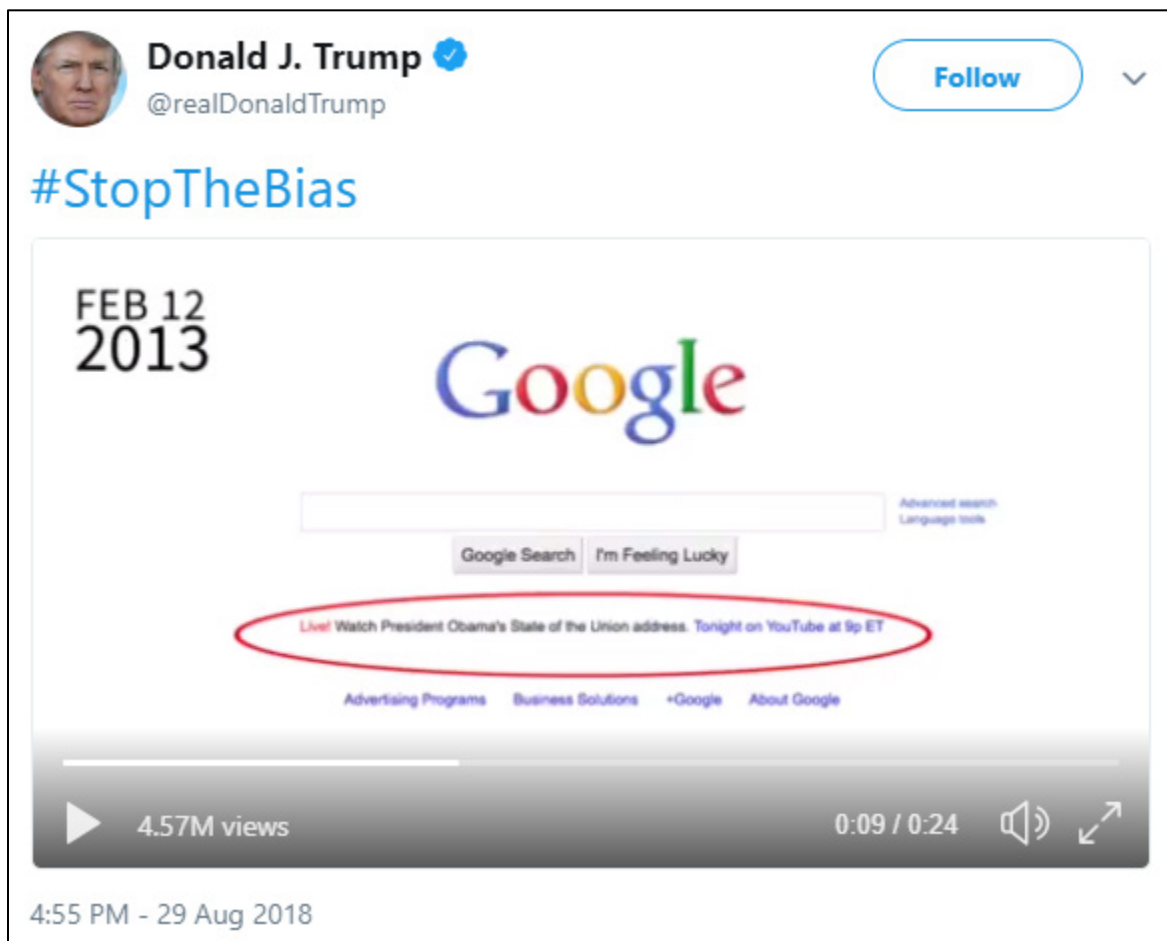 Donald J. Trump
@realDonaldTrump
Follow
#StopTheBias
FEB 12
2013
Google
Advanced search
Language tools
Google Search I'm Feeling Lucky
Live! Watch President Obama's State of the Union address. Tonight on YouTube at 9p ET
Advertising Programs Business Solutions +Google About Google
4.57M views 0:09 / 0:24
4:55 PM - 29 Aug 2018